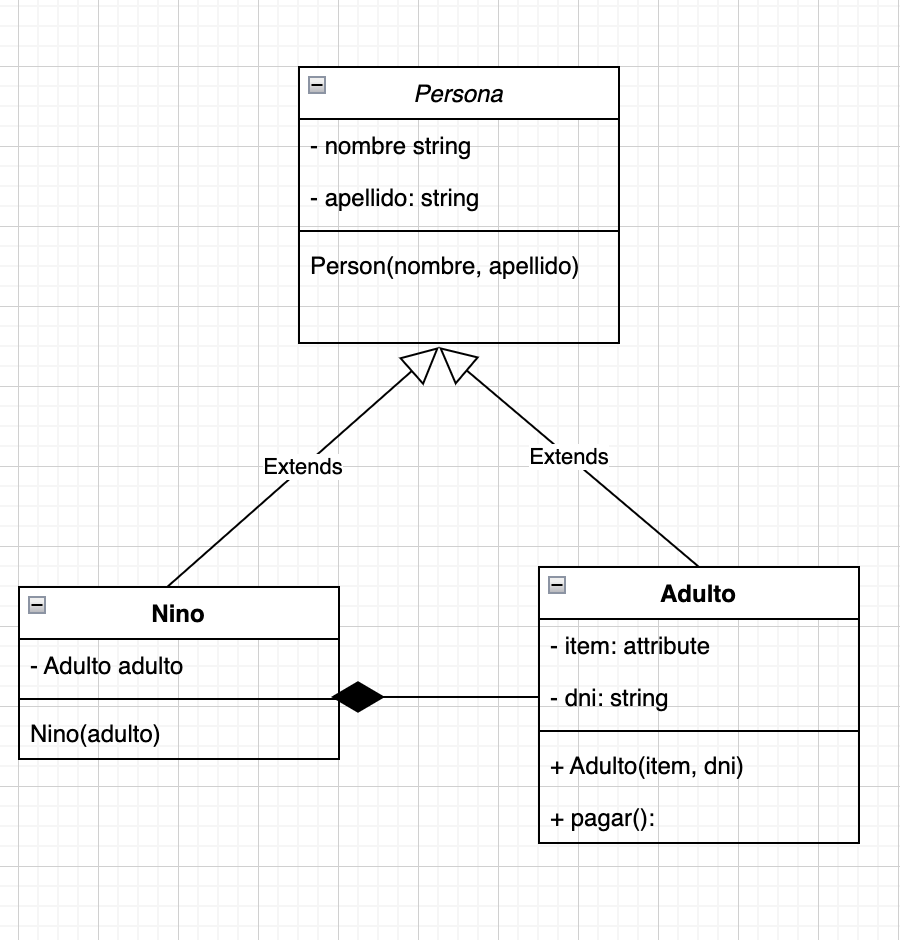 Persona
- nombre string
- apellido: string
Person(nombre, apellido)
Extends
Extends
Nino
- Adulto adulto
Nino(adulto)
Adulto
- item: attribute
- dni: string
+ Adulto(item, dni)
+ pagar():